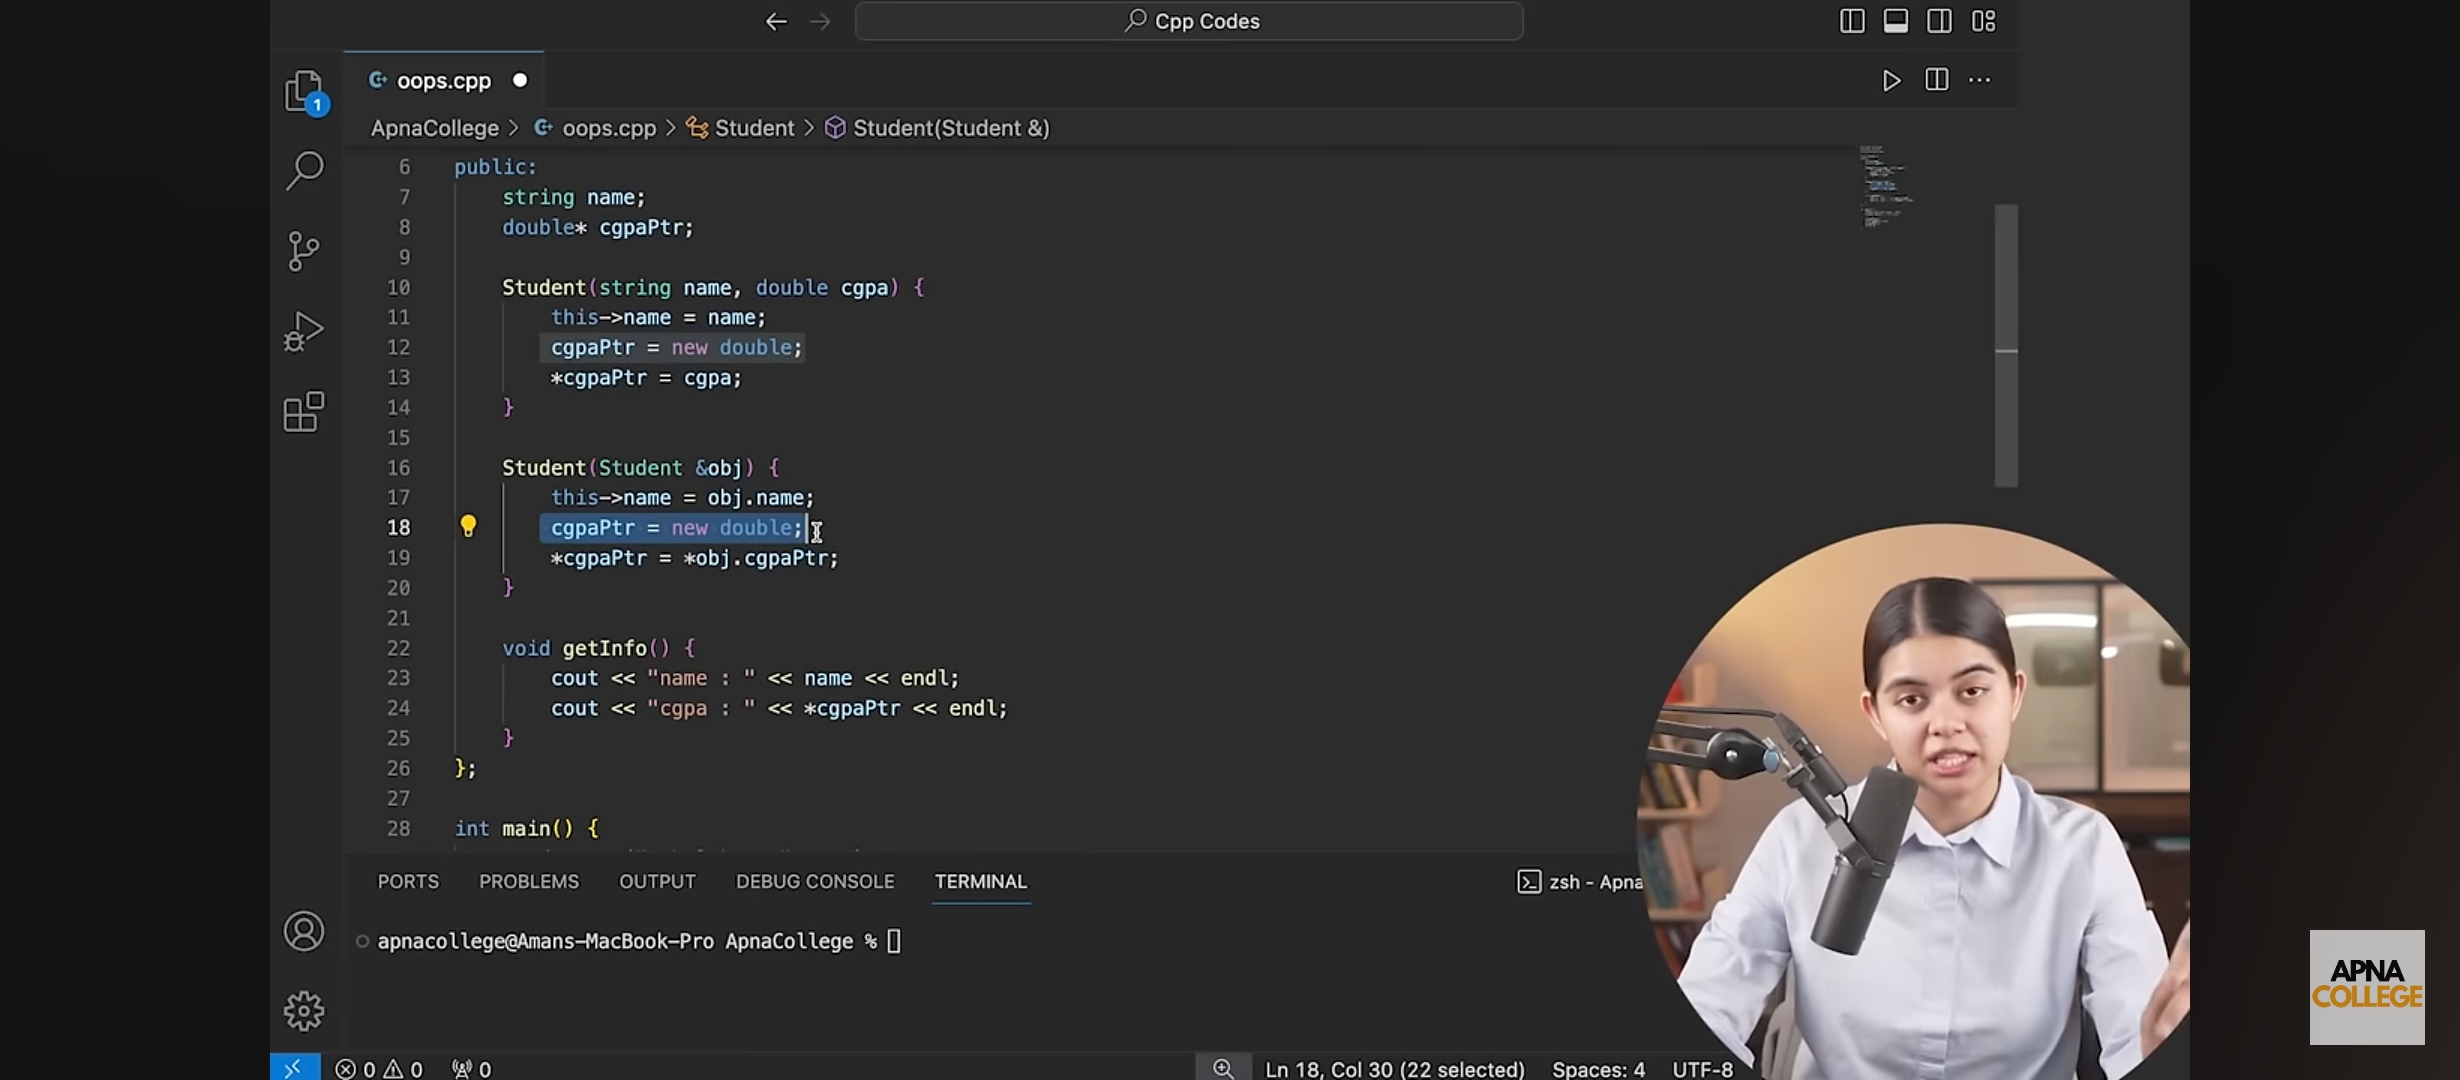 Cpp Codes
oops.cpp
1
ApnaCollege > oops.cpp > Student > Student(Student &)
6 public:
7 string name;
8 double* cgpaPtr;
9
10 Student(string name, double cgpa) {
11 this->name = name;
12 cgpaPtr = new double;
13 *cgpaPtr = cgpa;
14 }
15
16 Student(Student &obj) {
17 this->name = obj.name;
18 cgpaPtr = new double;
19 *cgpaPtr = *obj.cgpaPtr;
20 }
21
22 void getInfo() {
23 cout << "name : " << name << endl;
24 cout << "cgpa : " << *cgpaPtr << endl;
25 }
26 };
27
28 int main() {
PORTS PROBLEMS OUTPUT DEBUG CONSOLE TERMINAL
zsh - Apna
apnacollege@Amans-MacBook-Pro ApnaCollege %
APNA
COLLEGE
0 0 0 Ln 18, Col 30 (22 selected) Spaces: 4 UTF-8